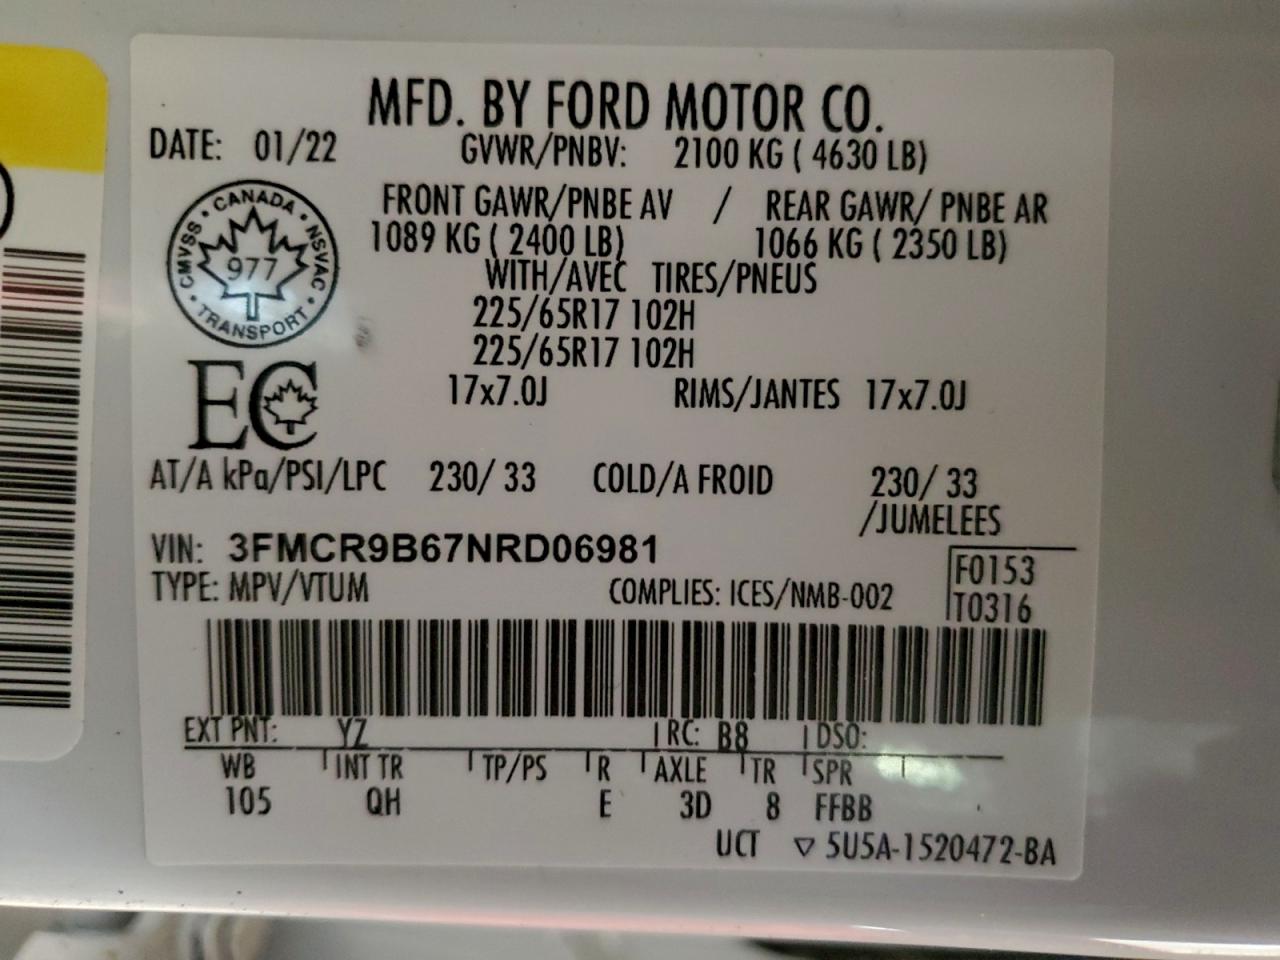 MFD. BY FORD MOTOR CO.
DATE: 01/22 GVWR/PNBV: 2100 KG ( 4630 LB)
FRONT GAWR/PNBE AV / REAR GAWR/ PNBE AR
1089 KG ( 2400 LB) 1066 KG ( 2350 LB)
WITH/AVEC TIRES/PNEUS
225/65R17 102H
225/65R17 102H
17x7.0J RIMS/JANTES 17x7.0J
CMVSS • CANADA • NSVAC • TRANSPORT •
977
EC
AT/A kPa/PSI/LPC 230/ 33 COLD/A FROID 230/ 33
/JUMELEES
VIN: 3FMCR9B67NRD06981
F0153
TYPE: MPV/VTUM COMPLIES: ICES/NMB-002
T0316
EXT PNT: YZ RC: B8 DSO:
WB INT TR TP/PS R AXLE TR SPR
105 QH E 3D 8 FFBB
UCT ▽ 5U5A-1520472-BA